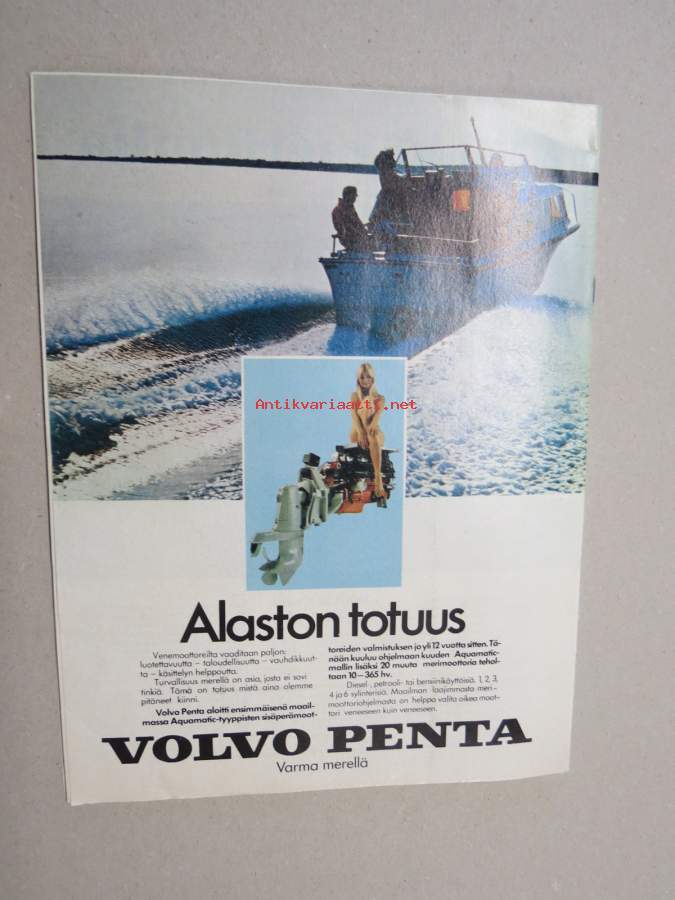 Antikvariaatti.net
Alaston totuus
Venemoottoreilta vaaditaan paljon:
luotettavuutta – taloudellisuutta – vauhdikkuut-
ta – käsittelyn helppoutta.
Turvallisuus merellä on asia, josta ei sovi
tinkiä. Tämä on totuus mistä aina olemme
pitäneet kiinni.
Volvo Penta aloitti ensimmäisenä maail-
massa Aquamatic-tyyppisten sisäperämoot-
toreiden valmistuksen jo yli 12 vuotta sitten. Tä-
nään kuuluu ohjelmaan kuuden Aquamatic-
mallin lisäksi 20 muuta merimoottoria tehol-
taan 10–365 hv.
Diesel-, petrooli- tai bensiinikäyttöisiä. 1, 2, 3,
4 ja 6 sylinterisiä. Maailman laajimmasta meri-
moottoriohjelmasta on helppo valita oikea moot-
tori veneeseen kuin veneeseen.
VOLVO PENTA
Varma merellä